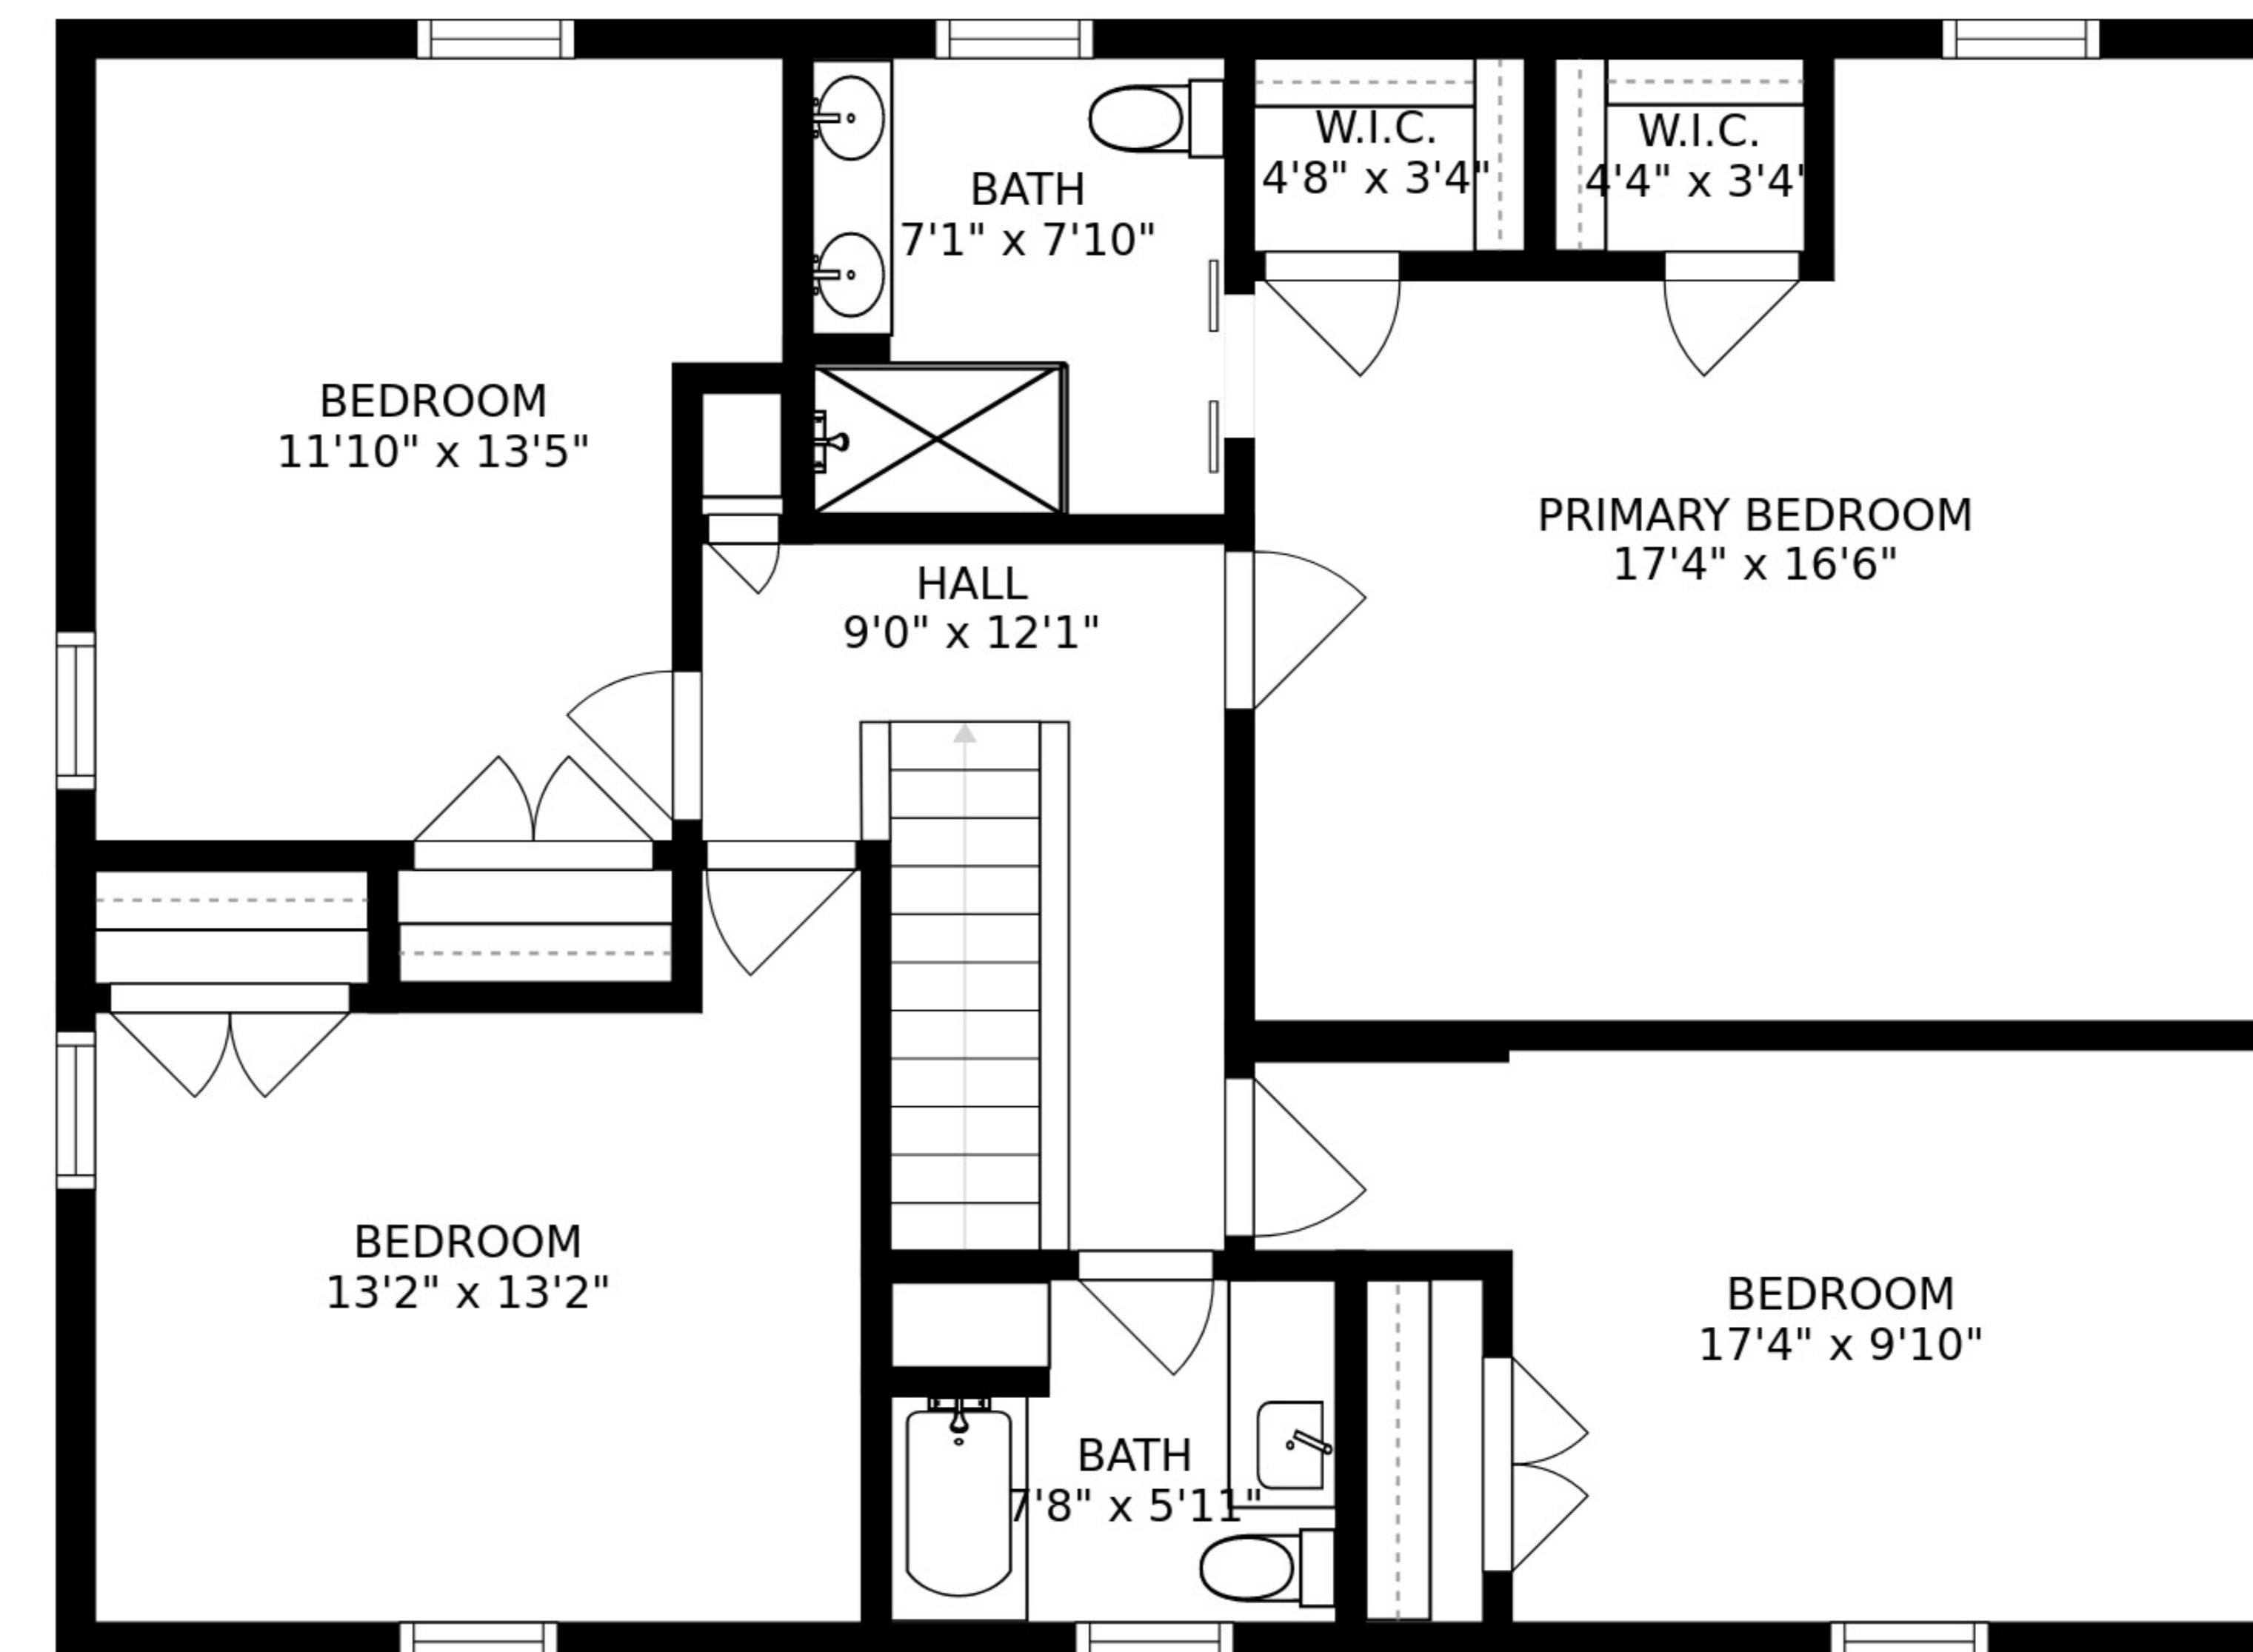 BATH
7'1" x 7'10"
W.I.C.
4'8" x 3'4"
W.I.C.
4'4" x 3'4'
BEDROOM
11'10" x 13'5"
PRIMARY BEDROOM
17'4" x 16'6"
HALL
9'0" x 12'1"
BEDROOM
13'2" x 13'2"
BEDROOM
17'4" x 9'10"
BATH
7'8" x 5'11"